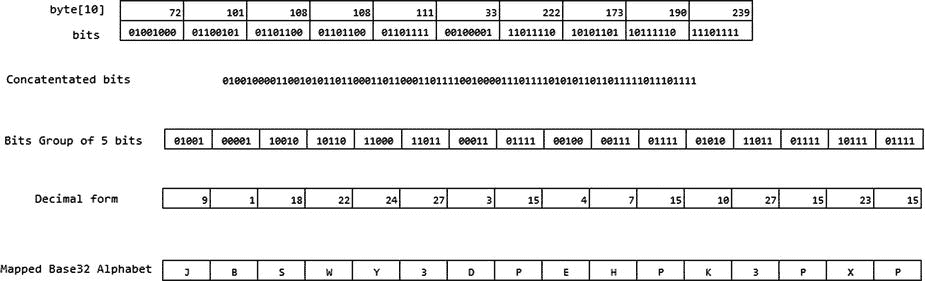 byte[10] 72 101 108 108 111 33 222 173 190 239
bits 01001000 01100101 01101100 01101100 01101111 00100001 11011110 10101101 10111110 11101111
Concatentated bits 01001000011001010110110001101100011011110010000111011110101011011011111011101111
Bits Group of 5 bits 01001 00001 10010 10110 11000 11011 00011 01111 00100 00111 01111 01010 11011 01111 10111 01111
Decimal form 9 1 18 22 24 27 3 15 4 7 15 10 27 15 23 15
Mapped Base32 Alphabet J B S W Y 3 D P E H P K 3 P X P